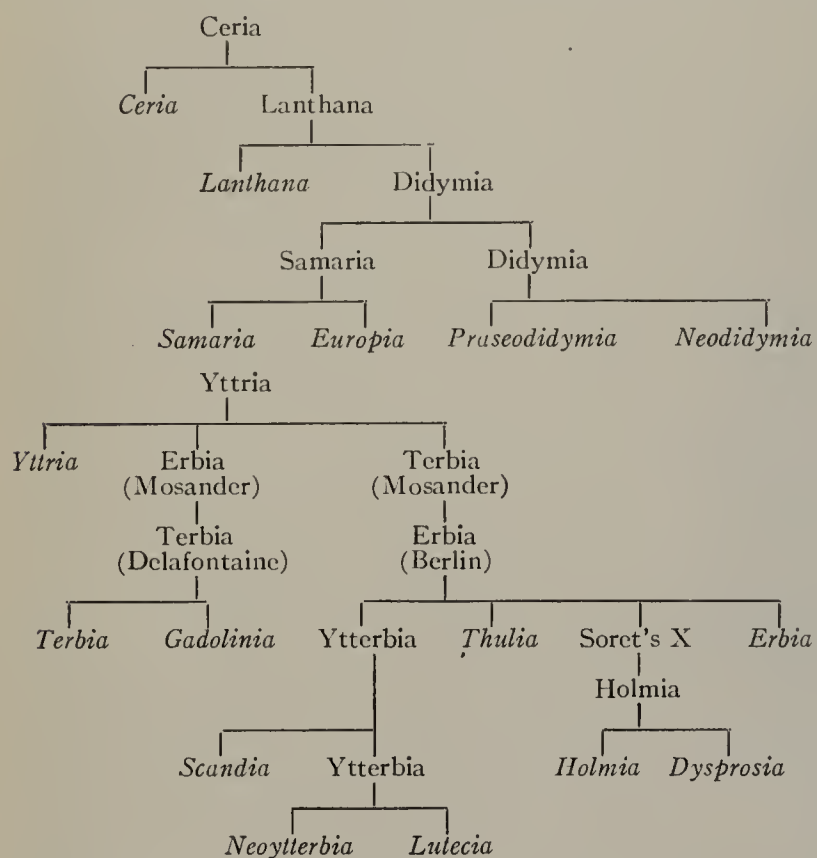 Ceria
Ceria Lanthana
Lanthana Didymia
Samaria Didymia
Samaria Europia Praseodidymia Neodidymia
Yttria
Yttria Erbia Terbia
(Mosander) (Mosander)
Terbia Erbia
(Delafontaine) (Berlin)
Terbia Gadolinia Ytterbia Thulia Soret's X Erbia
Holmia
Scandia Ytterbia Holmia Dysprosia
Neoytterbia Lutecia